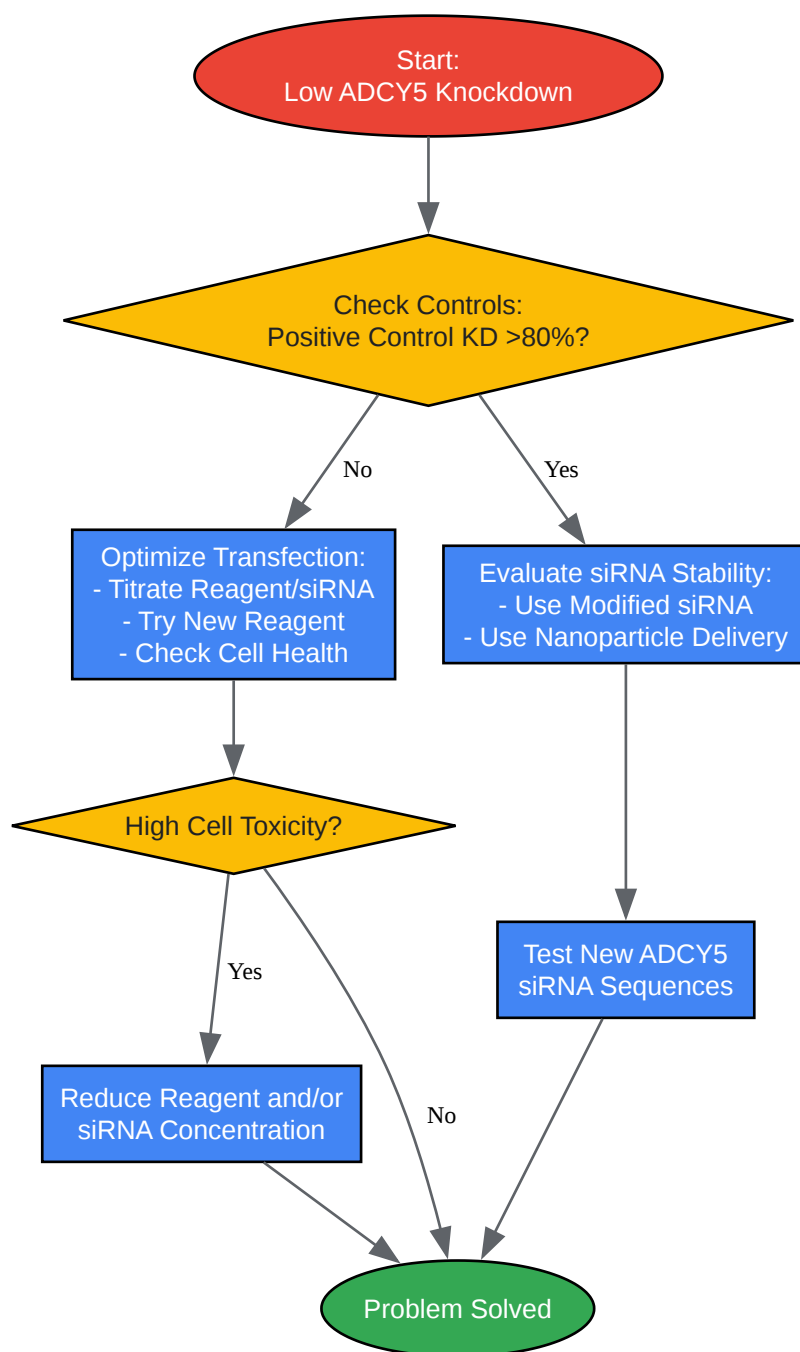 Start:
Low ADCY5 Knockdown
Check Controls:
Positive Control KD >80%?
No
Yes
Optimize Transfection:
- Titrate Reagent/siRNA
- Try New Reagent
- Check Cell Health
Evaluate siRNA Stability:
- Use Modified siRNA
- Use Nanoparticle Delivery
High Cell Toxicity?
Yes
Test New ADCY5
siRNA Sequences
Reduce Reagent and/or
siRNA Concentration
No
Problem Solved